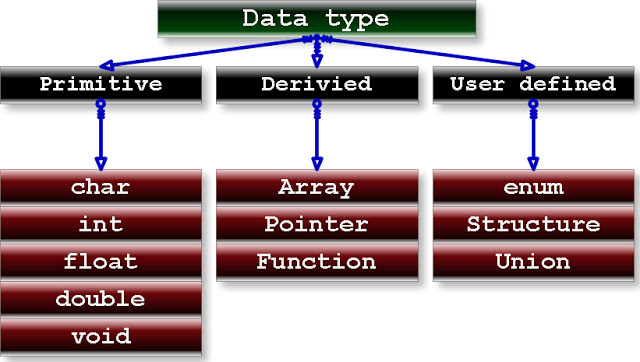 Data type
Primitive
Derivied
User defined
char
Array
enum
int
Pointer
Structure
float
Function
Union
double
void